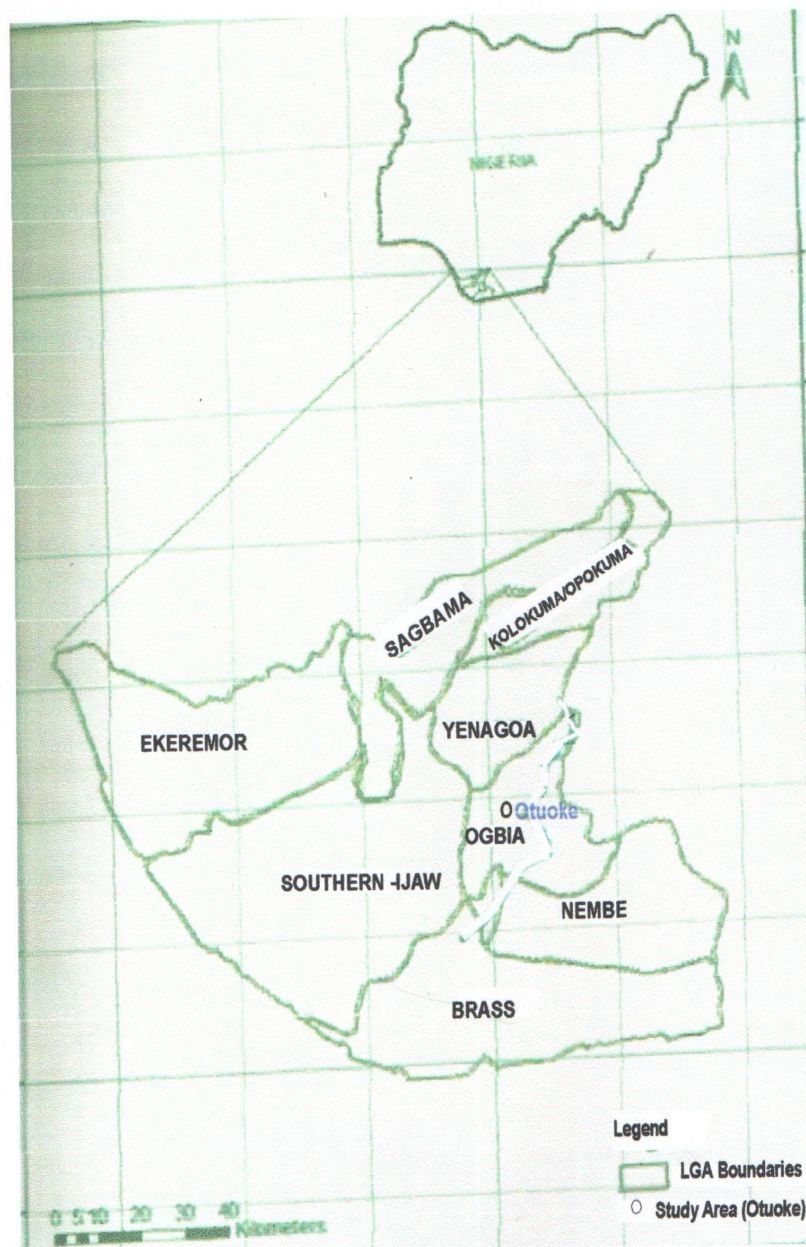 N
NIGERIA
SAGBAMA
KOLOKUMA/OPOKUMA
EKEREMOR
YENAGOA
Otuoke
OGBIA
SOUTHERN -IJAW
NEMBE
BRASS
Legend
LGA Boundaries
Study Area (Otuoke)
0 5 10 20 30 40
Kilometers